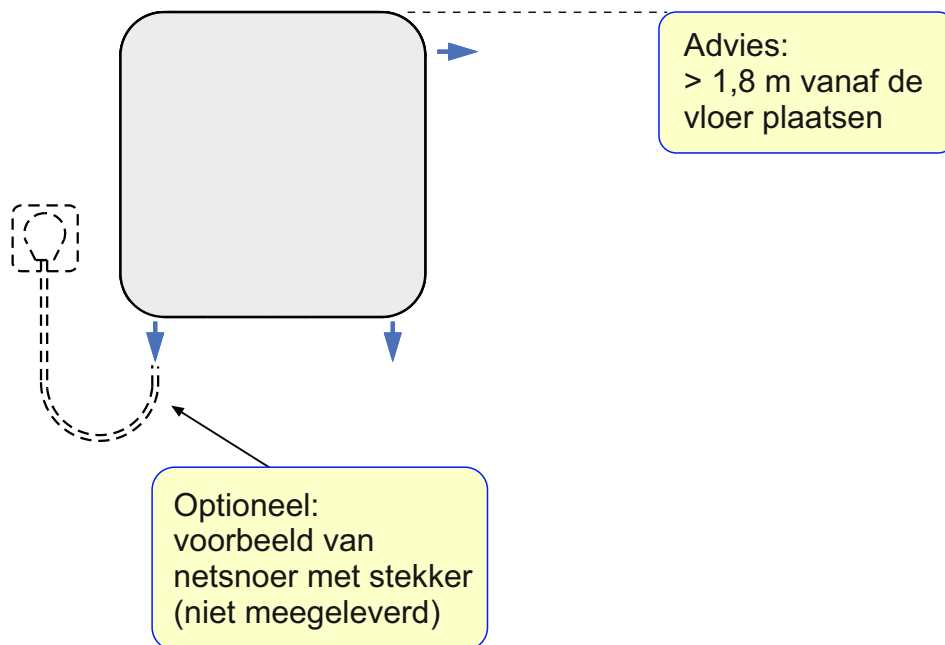 Advies:
> 1,8 m vanaf de
vloer plaatsen
Optioneel:
voorbeeld van
netsnoer met stekker
(niet meegeleverd)